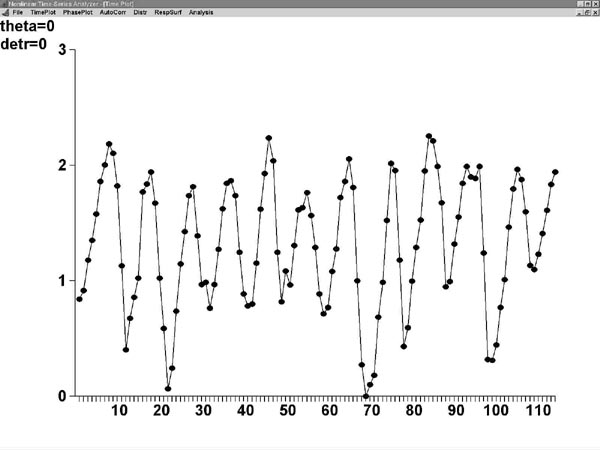 Nonlinear Time-Series Analyzer - [Time Plot]
File TimePlot PhasePlot AutoCorr Distr RespSurf Analysis
theta=0
detr=0
3
2
1
0
10 20 30 40 50 60 70 80 90 100 110